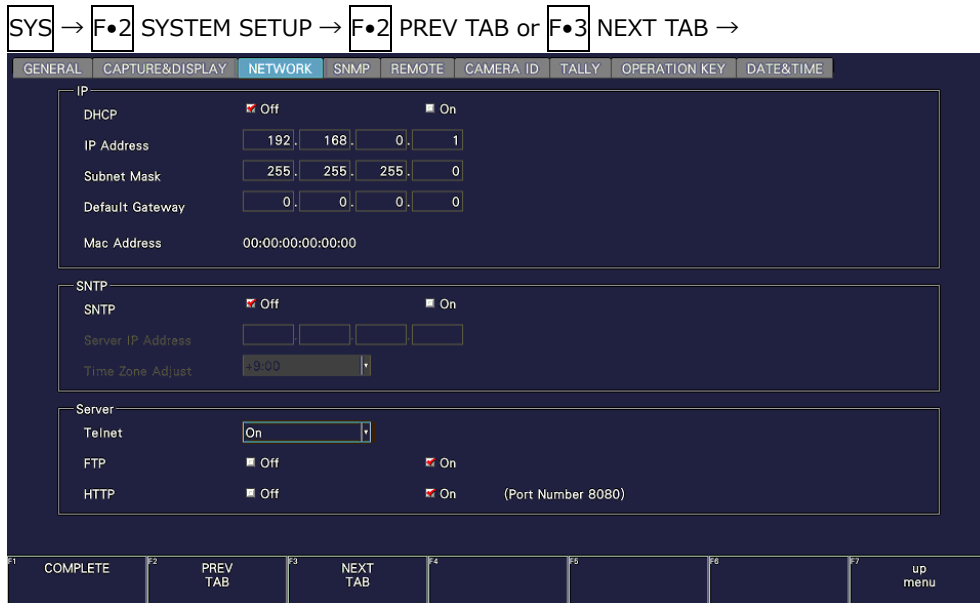 SYS → F•2 SYSTEM SETUP → F•2 PREV TAB or F•3 NEXT TAB →
GENERAL CAPTURE&DISPLAY NETWORK SNMP REMOTE CAMERA ID TALLY OPERATION KEY DATE&TIME
IP
DHCP Off On
IP Address 192. 168. 0. 1
Subnet Mask 255. 255. 255. 0
Default Gateway 0. 0. 0. 0
Mac Address 00:00:00:00:00:00
SNTP
SNTP Off On
Server IP Address . . .
Time Zone Adjust +9:00
Server
Telnet On
FTP Off On
HTTP Off On (Port Number 8080)
F1 COMPLETE F2 PREV TAB F3 NEXT TAB F4 F5 F6 F7 up menu